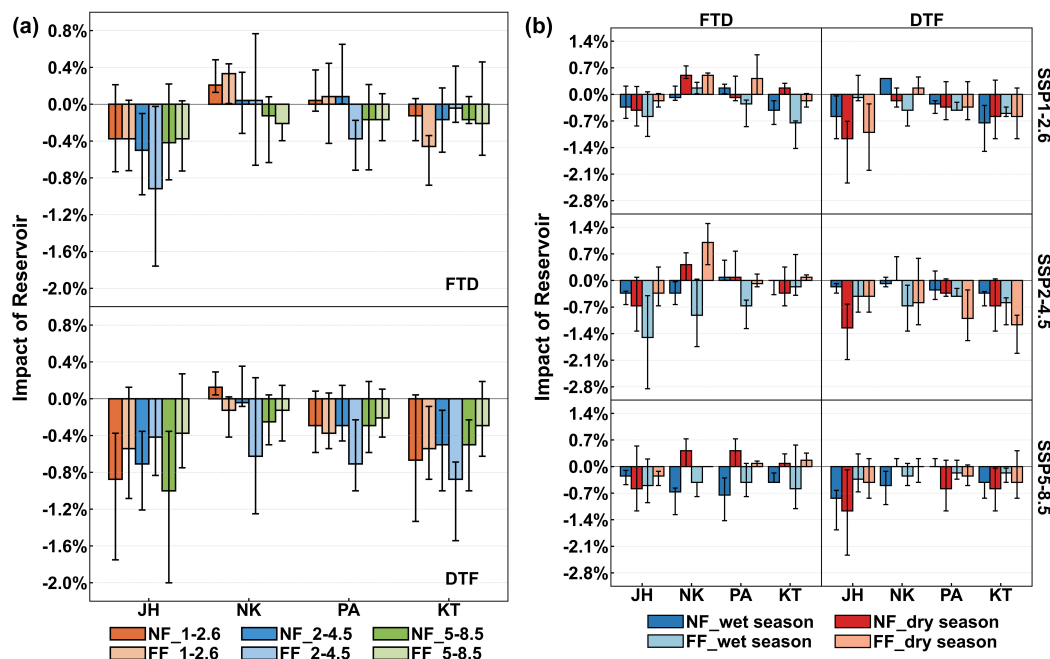 (a)
Impact of Reservoir
0.8%
0.4%
0.0%
-0.4%
-0.8%
-1.2%
-1.6%
-2.0%
FTD
0.8%
0.4%
0.0%
-0.4%
-0.8%
-1.2%
-1.6%
-2.0%
DTF
JH NK PA KT
NF_1-2.6 NF_2-4.5 NF_5-8.5
FF_1-2.6 FF_2-4.5 FF_5-8.5
(b)
FTD DTF
Impact of Reservoir
1.4%
0.7%
0.0%
-0.7%
-1.4%
-2.1%
-2.8%
SSP1-2.6
1.4%
0.7%
0.0%
-0.7%
-1.4%
-2.1%
-2.8%
SSP2-4.5
1.4%
0.7%
0.0%
-0.7%
-1.4%
-2.1%
-2.8%
SSP5-8.5
JH NK PA KT JH NK PA KT
NF_wet season NF_dry season
FF_wet season FF_dry season